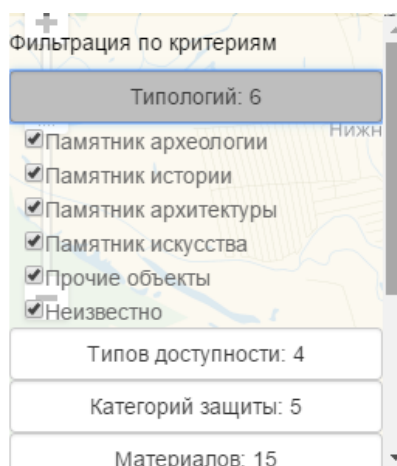 Фильтрация по критериям
Типологий: 6
Нижн
Памятник археологии
Памятник истории
Памятник архитектуры
Памятник искусства
Прочие объекты
Неизвестно
Типов доступности: 4
Категорий защиты: 5
Материалов: 15